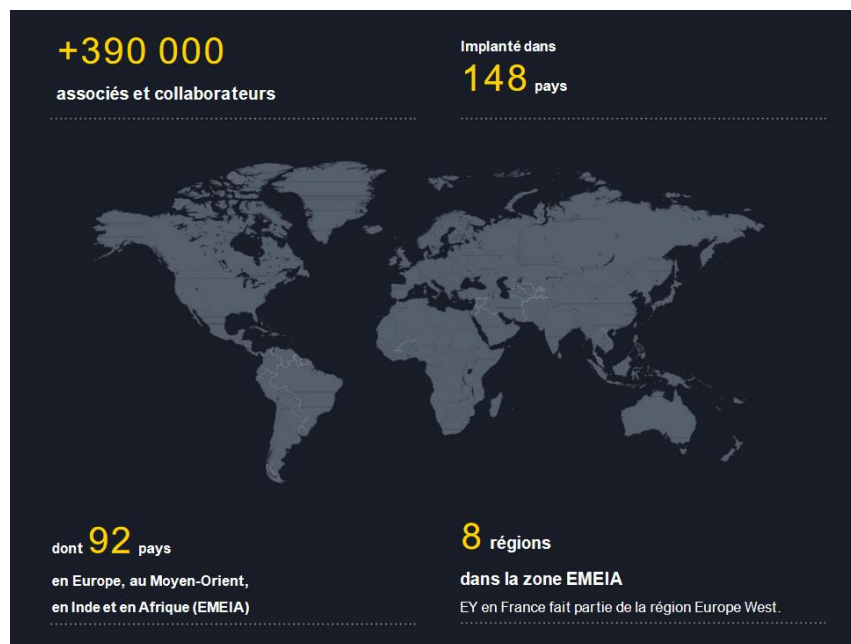 +390 000
associés et collaborateurs
Implanté dans
148 pays
dont 92 pays
en Europe, au Moyen-Orient,
en Inde et en Afrique (EMEIA)
8 régions
dans la zone EMEIA
EY en France fait partie de la région Europe West.